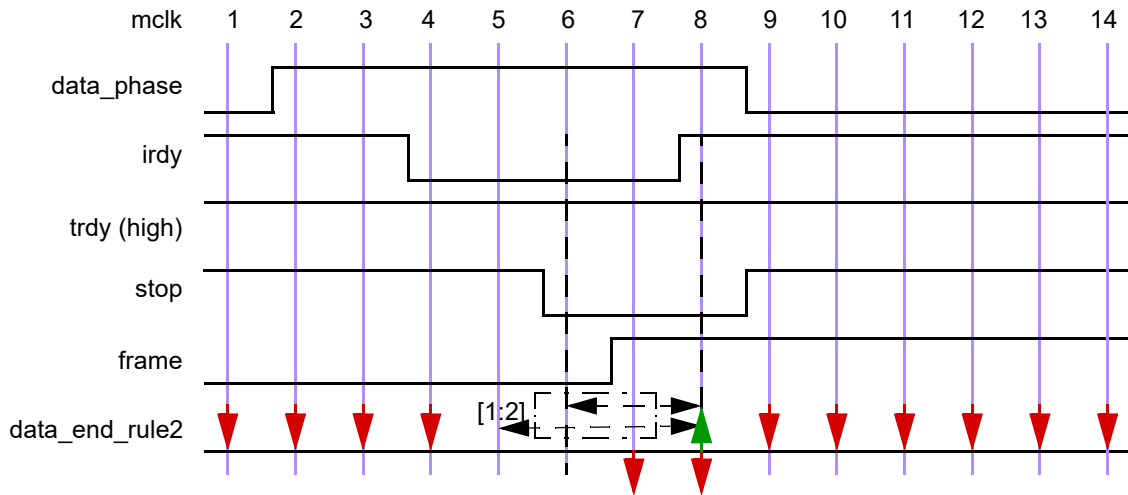 mclk 1 2 3 4 5 6 7 8 9 10 11 12 13 14
data_phase
irdy
trdy (high)
stop
frame
[1:2]
data_end_rule2